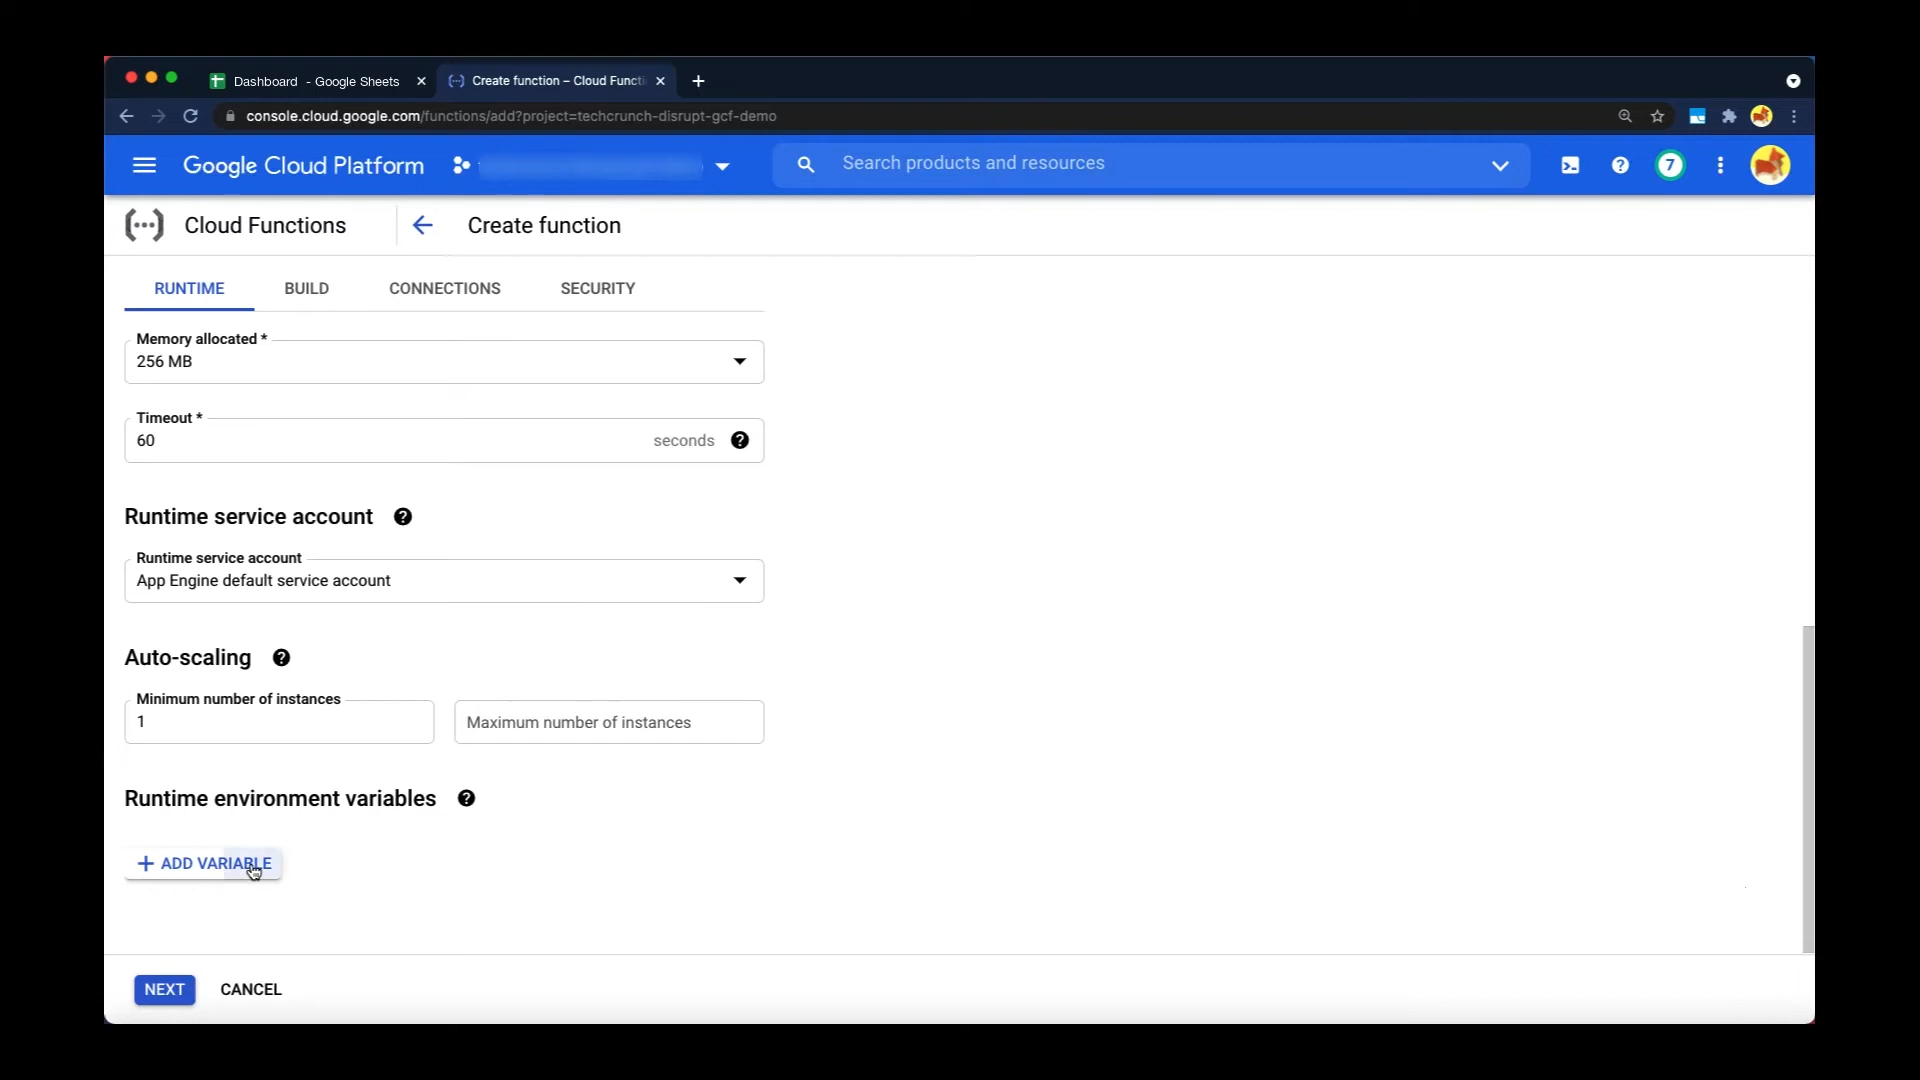 Dashboard - Google Sheets
Create function – Cloud Functi
console.cloud.google.com/functions/add?project=techcrunch-disrupt-gcf-demo
Google Cloud Platform
Search products and resources
7
Cloud Functions
Create function
RUNTIME BUILD CONNECTIONS SECURITY
Memory allocated *
256 MB
Timeout *
60 seconds
Runtime service account
Runtime service account
App Engine default service account
Auto-scaling
Minimum number of instances
1
Maximum number of instances
Runtime environment variables
+ ADD VARIABLE
NEXT CANCEL